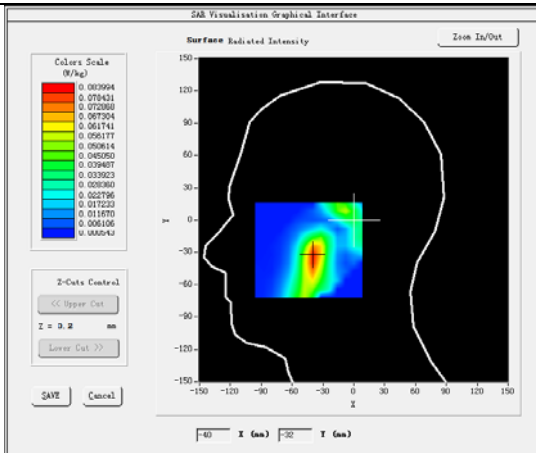 SAR Visualisation Graphical Interface
Surface Radiated Intensity
Zoom In/Out
Colors Scale
(W/kg)
0.083994
0.078431
0.072868
0.067304
0.061741
0.056177
0.050614
0.045050
0.039487
0.033923
0.028360
0.022796
0.017233
0.011670
0.006106
0.000543
150
120
90
60
30
0
-30
-60
-90
-120
-150
Y
-150 -120 -90 -60 -30 0 30 60 90 120 150
X
Z-Cuts Control
<< Upper Cut
Z = 3.2 mm
Lower Cut >>
SAVE Cancel
-40 X (mm) -32 Y (mm)